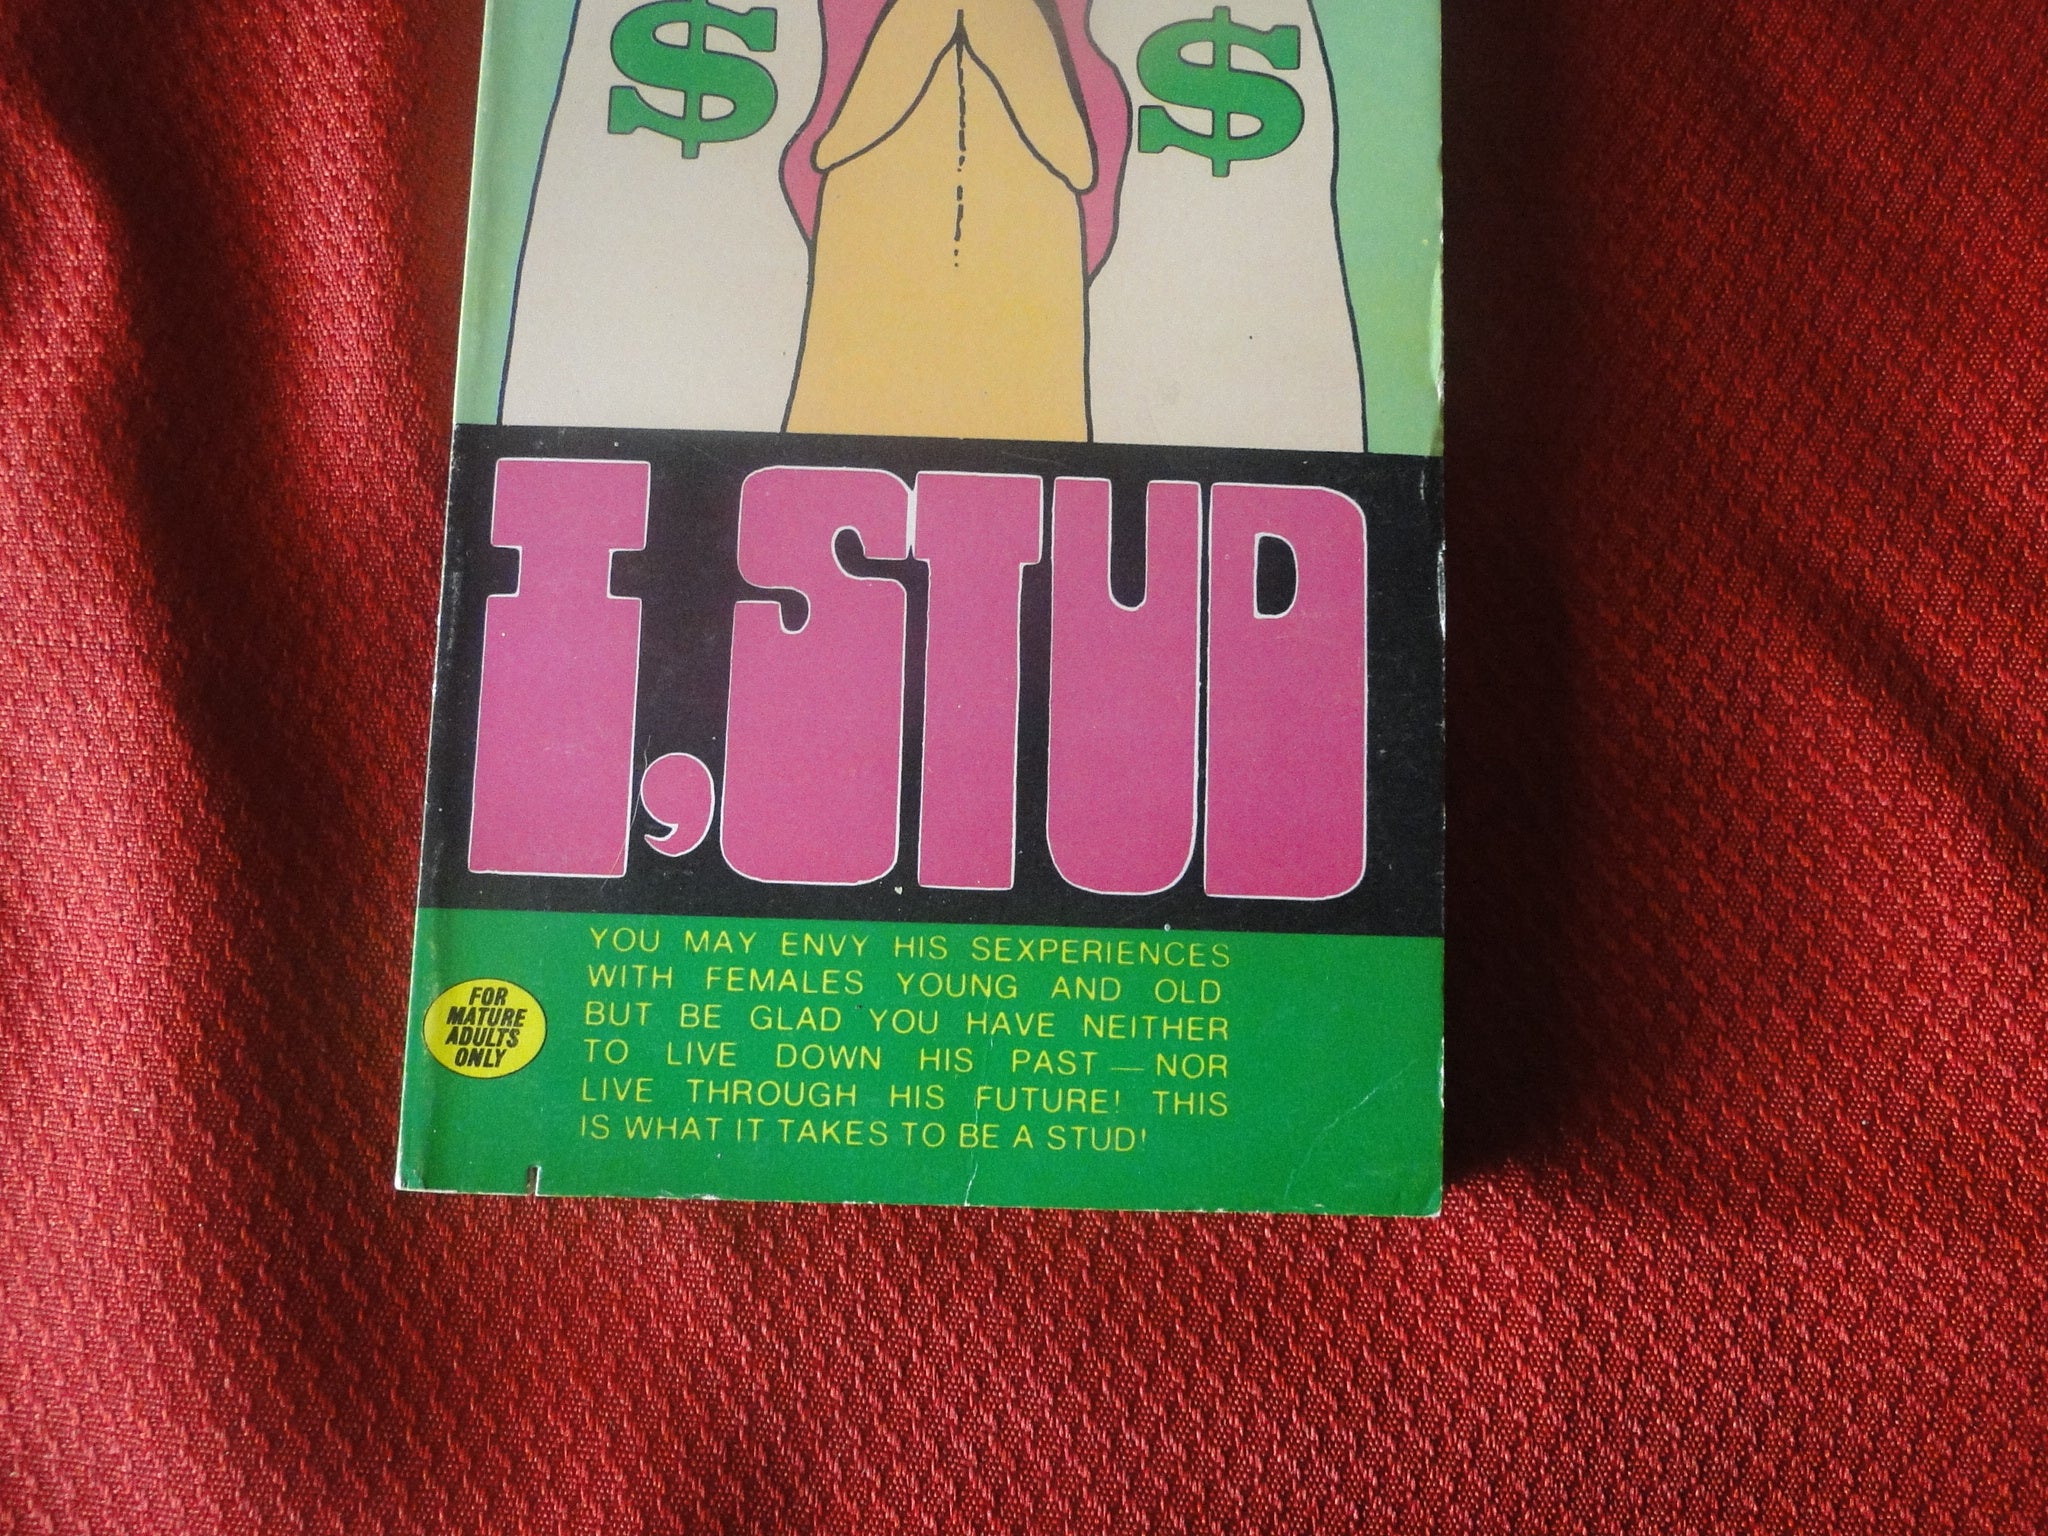 $ $
I, STUD
YOU MAY ENVY HIS SEXPERIENCES
WITH FEMALES YOUNG AND OLD
BUT BE GLAD YOU HAVE NEITHER
TO LIVE DOWN HIS PAST — NOR
LIVE THROUGH HIS FUTURE! THIS
IS WHAT IT TAKES TO BE A STUD!
FOR
MATURE
ADULTS
ONLY